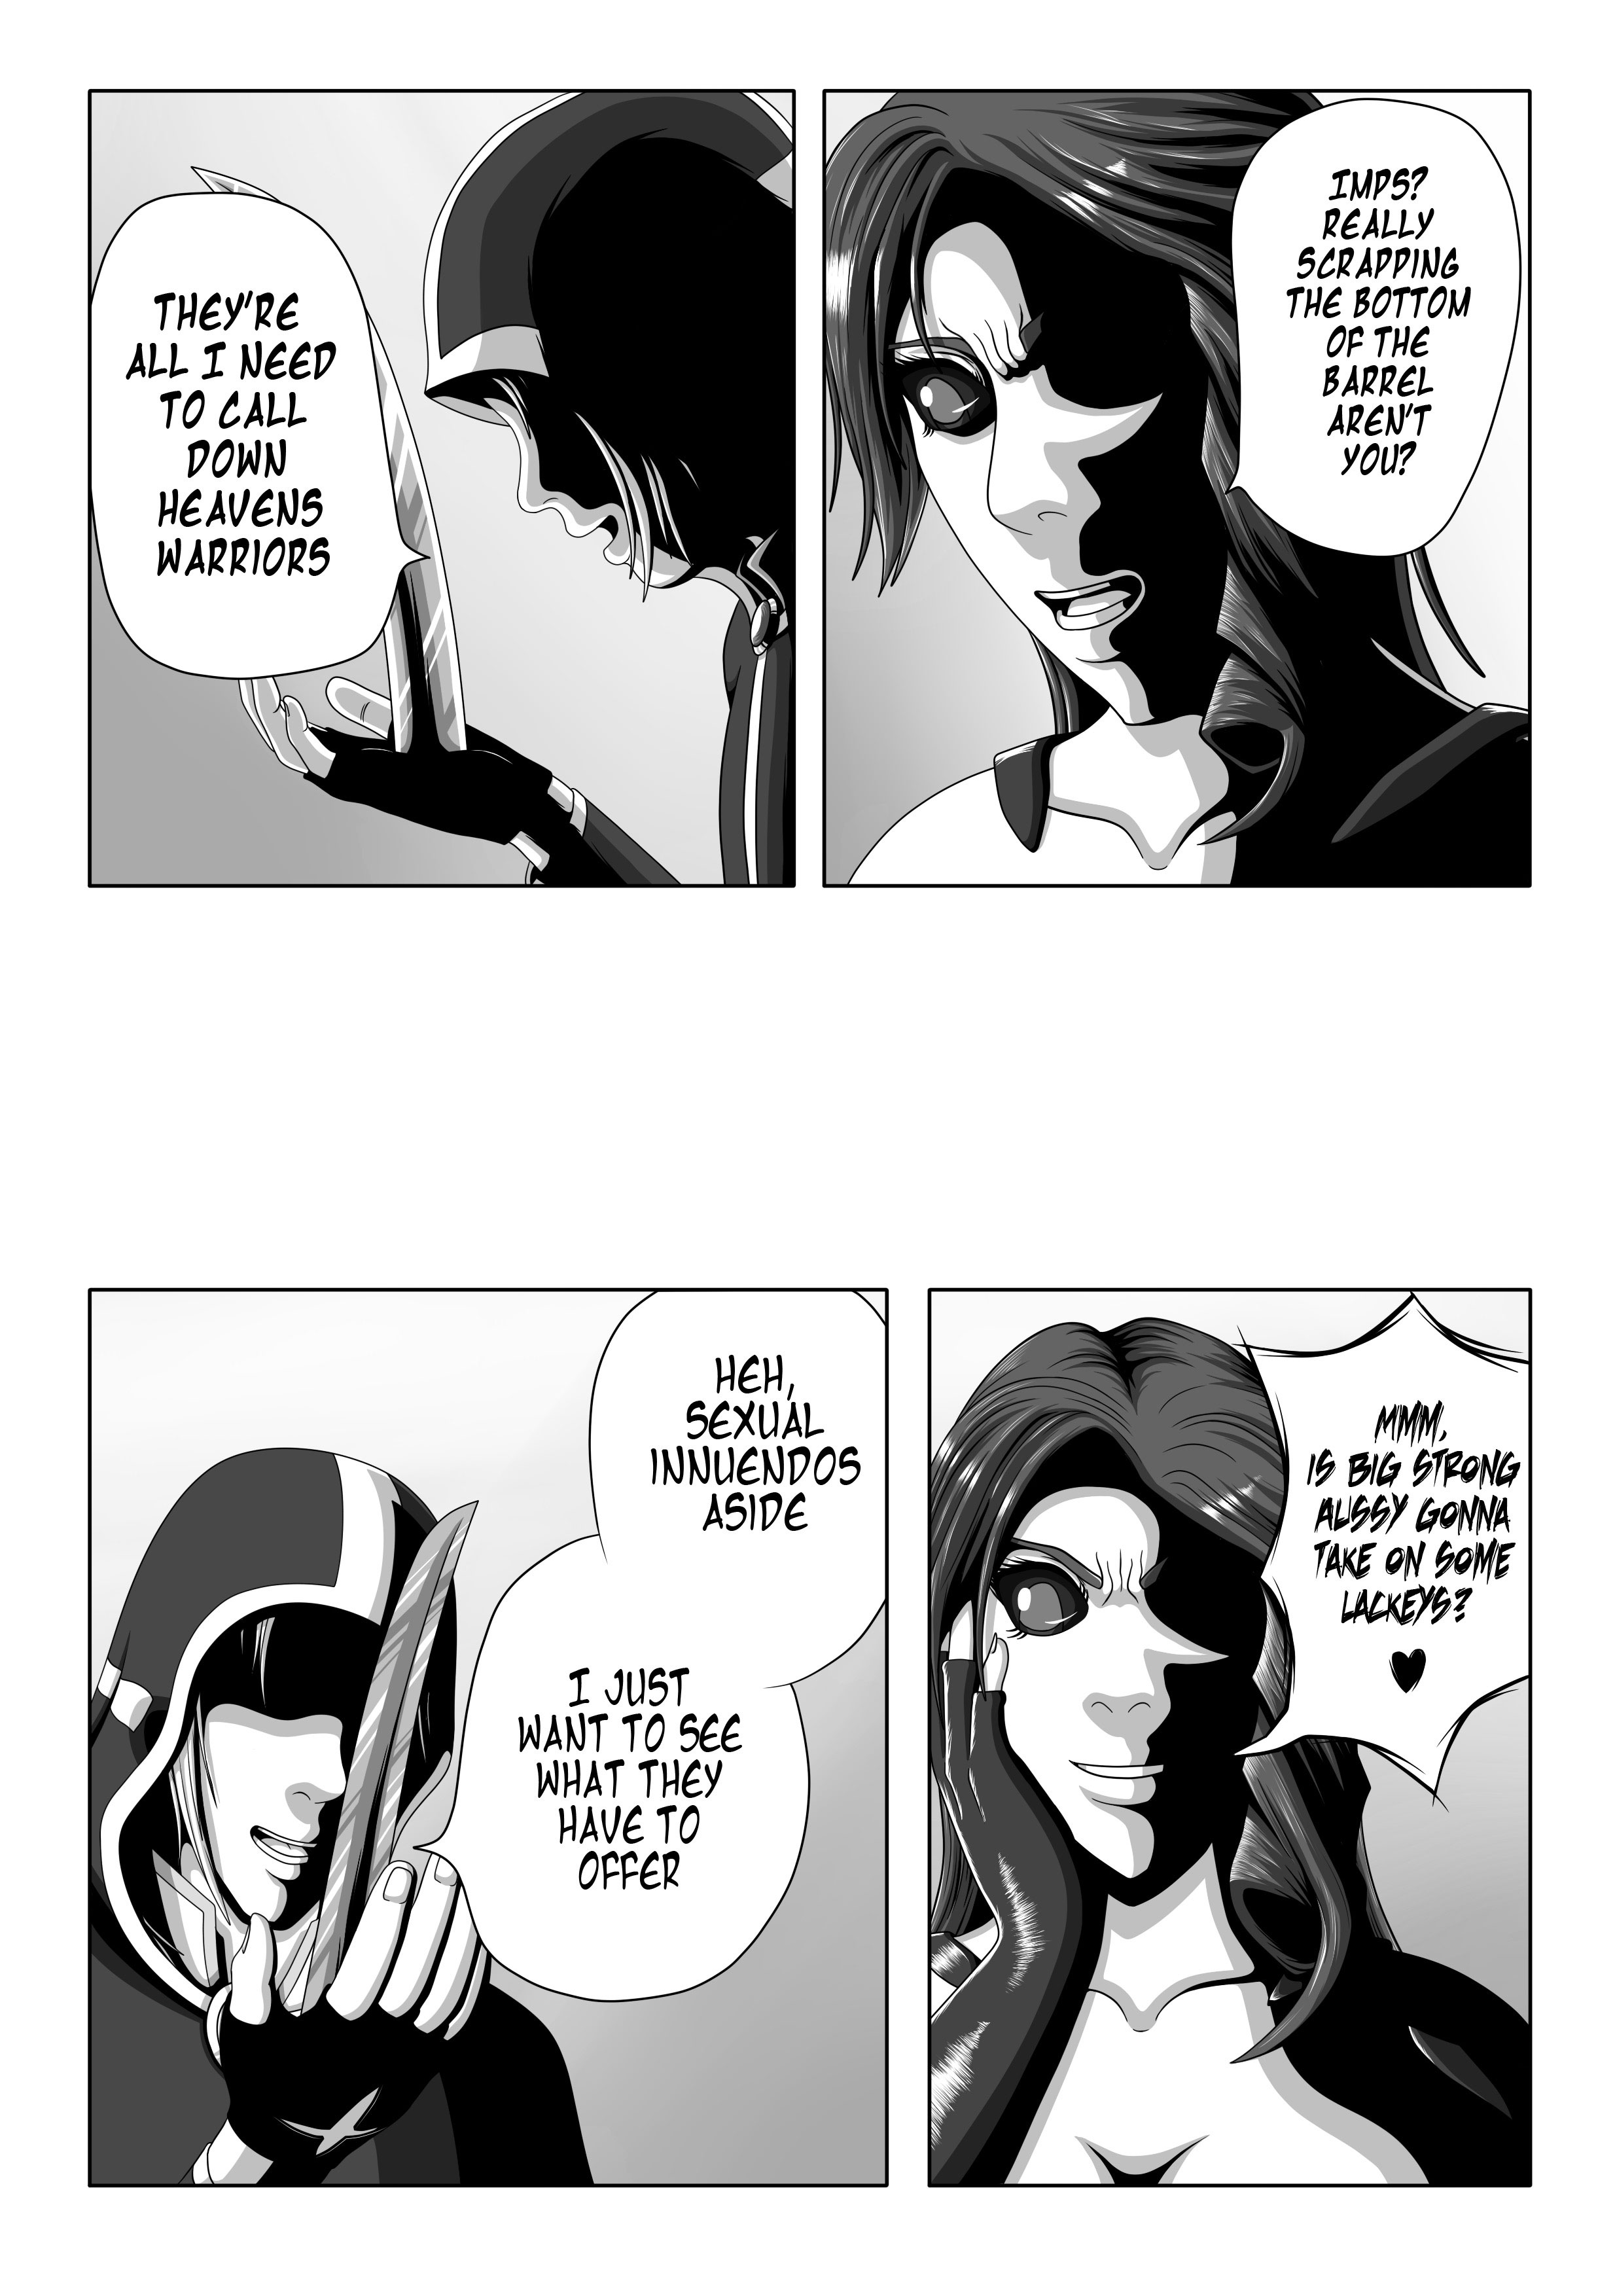 IMPS?
REALLY
SCRAPPING
THE BOTTOM
OF THE
BARREL
AREN'T
YOU?
THEY'RE
ALL I NEED
TO CALL
DOWN
HEAVENS
WARRIORS
MMM,
IS BIG STRONG
AUSSY GONNA
TAKE ON SOME
LACKEYS?
♥
HEH,
SEXUAL
INNUENDOS
ASIDE
I JUST
WANT TO SEE
WHAT THEY
HAVE TO
OFFER